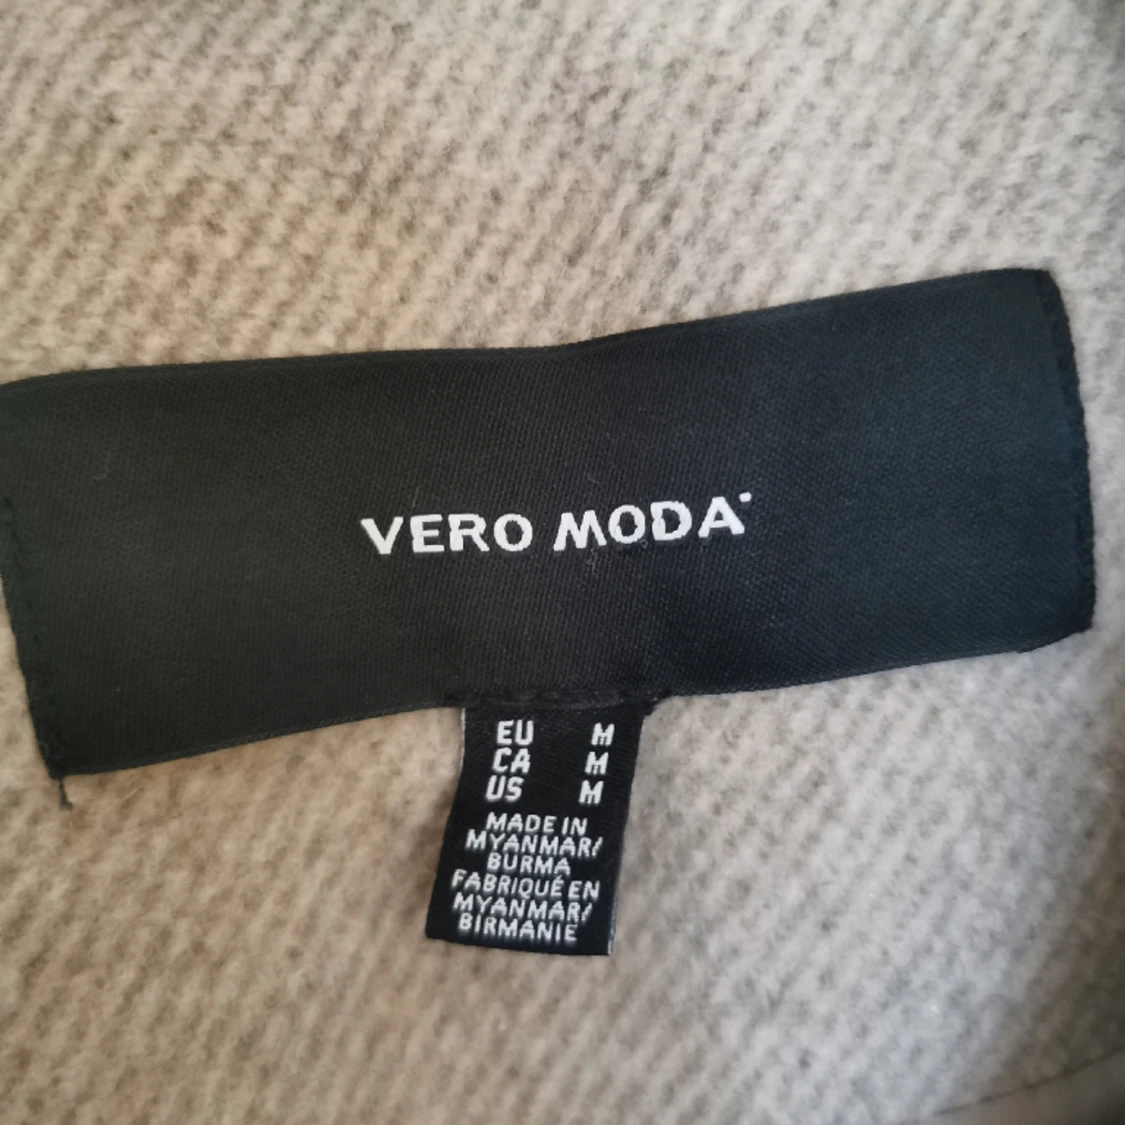 VERO MODA
EU M
CA M
US M
MADE IN
MYANMAR/
BURMA
FABRIQUÉ EN
MYANMAR/
BIRMANIE